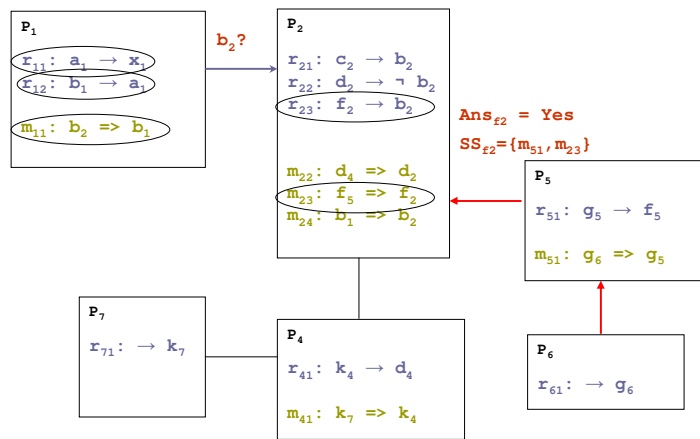 P₁
r₁₁: a₁ → x₁
r₁₂: b₁ → a₁
m₁₁: b₂ => b₁
b₂?
P₂
r₂₁: c₂ → b₂
r₂₂: d₂ → ¬ b₂
r₂₃: f₂ → b₂
m₂₂: d₄ => d₂
m₂₃: f₅ => f₂
m₂₄: b₁ => b₂
Ans_f2 = Yes
SS_f2={m₅₁,m₂₃}
P₅
r₅₁: g₅ → f₅
m₅₁: g₆ => g₅
P₇
r₇₁: → k₇
P₄
r₄₁: k₄ → d₄
m₄₁: k₇ => k₄
P₆
r₆₁: → g₆